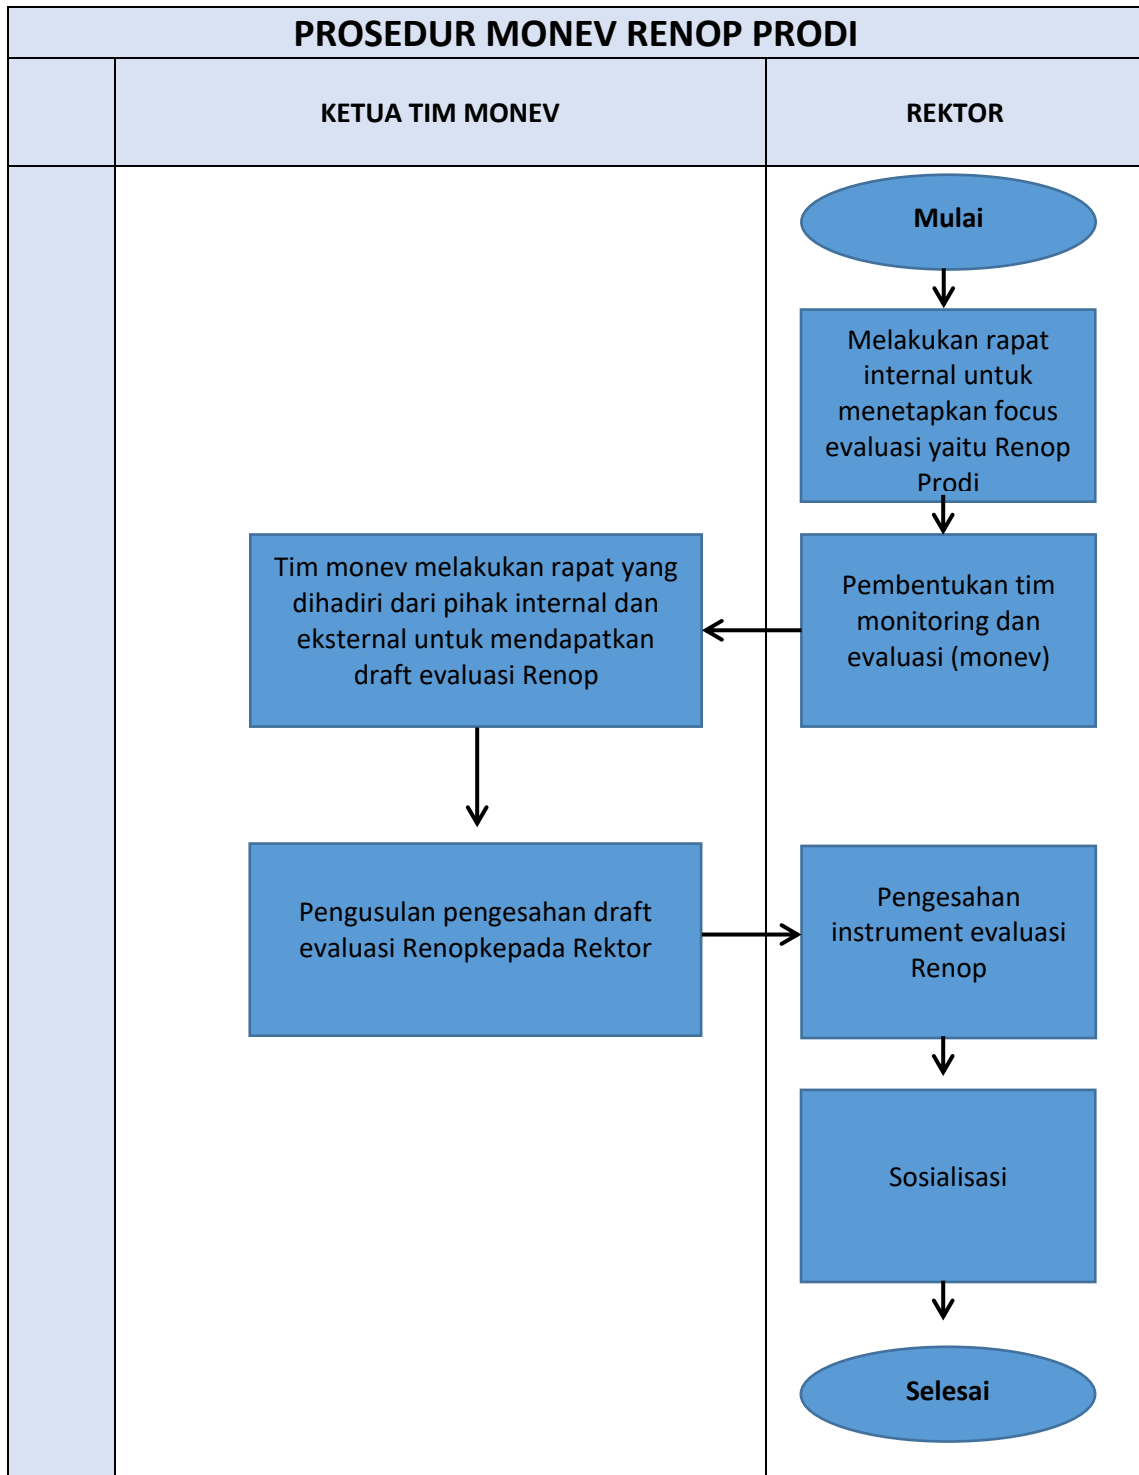 PROSEDUR MONEV RENOP PRODI
KETUA TIM MONEV
REKTOR
Mulai
Melakukan rapat
internal untuk
menetapkan focus
evaluasi yaitu Renop
Prodi
Pembentukan tim
monitoring dan
evaluasi (monev)
Tim monev melakukan rapat yang
dihadiri dari pihak internal dan
eksternal untuk mendapatkan
draft evaluasi Renop
Pengusulan pengesahan draft
evaluasi Renopkepada Rektor
Pengesahan
instrument evaluasi
Renop
Sosialisasi
Selesai